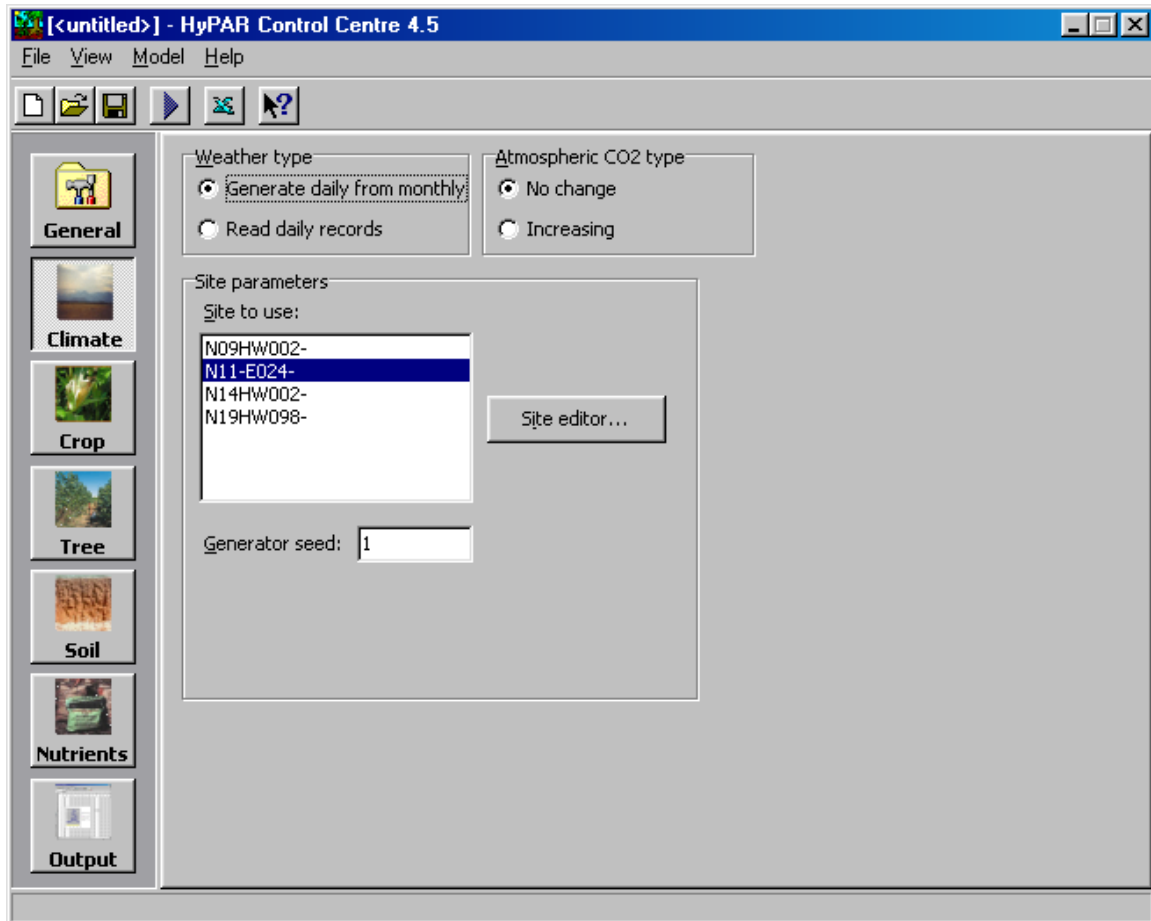 [<untitled>] - HyPAR Control Centre 4.5
File View Model Help
General
Climate
Crop
Tree
Soil
Nutrients
Output
Weather type
Generate daily from monthly
Read daily records
Atmospheric CO2 type
No change
Increasing
Site parameters
Site to use:
N09HW002-
N11-E024-
N14HW002-
N19HW098-
Site editor...
Generator seed: 1